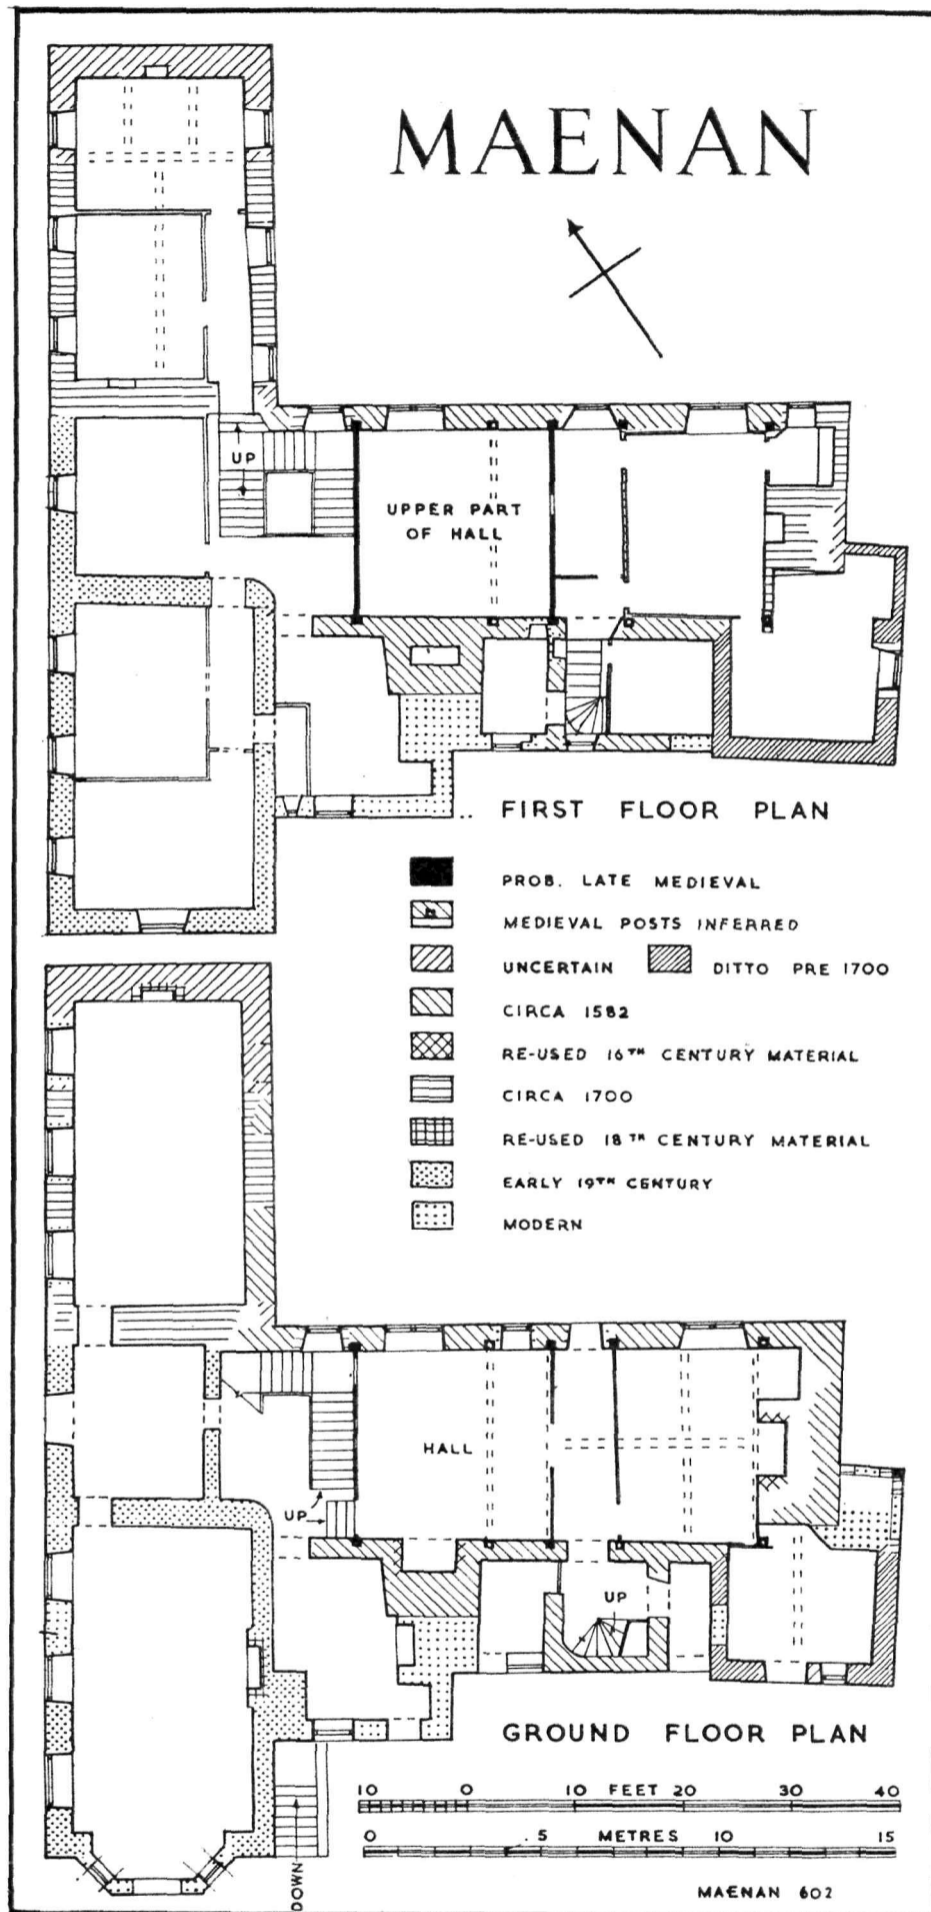 MAENAN
UP
UPPER PART
OF HALL
FIRST FLOOR PLAN
PROB. LATE MEDIEVAL
MEDIEVAL POSTS INFERRED
UNCERTAIN DITTO PRE 1700
CIRCA 1582
RE-USED 16TH CENTURY MATERIAL
CIRCA 1700
RE-USED 18TH CENTURY MATERIAL
EARLY 19TH CENTURY
MODERN
HALL
UP
UP
GROUND FLOOR PLAN
10 0 10 FEET 20 30 40
0 5 METRES 10 15
DOWN
MAENAN 602